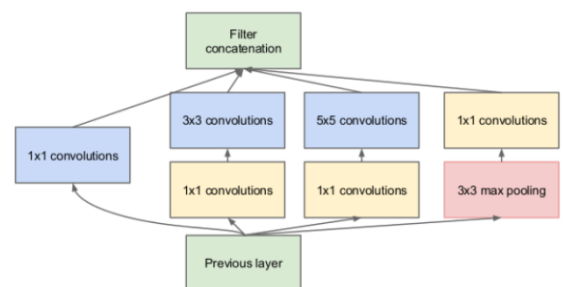 Filter
concatenation
3x3 convolutions
5x5 convolutions
1x1 convolutions
1x1 convolutions
1x1 convolutions
1x1 convolutions
3x3 max pooling
Previous layer